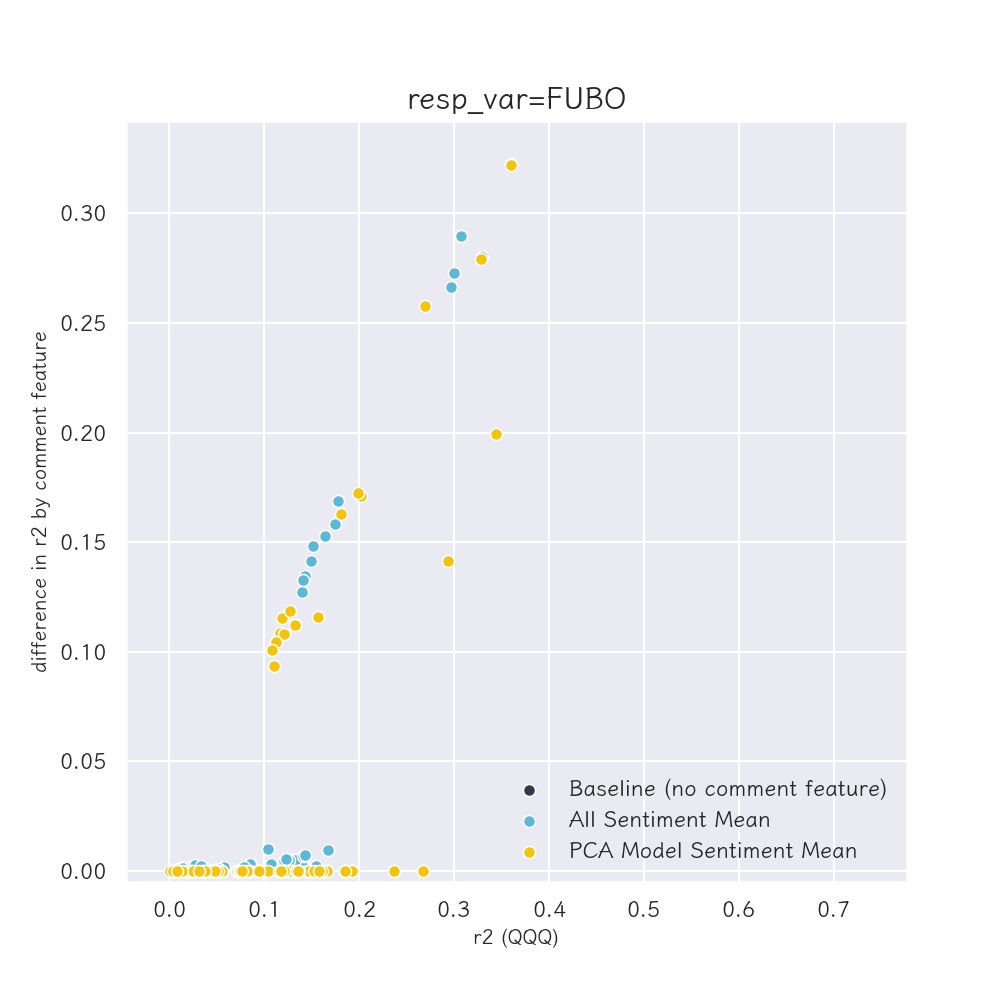 resp_var=FUBO
difference in r2 by comment feature
0.30
0.25
0.20
0.15
0.10
0.05
0.00
Baseline (no comment feature)
All Sentiment Mean
PCA Model Sentiment Mean
0.0 0.1 0.2 0.3 0.4 0.5 0.6 0.7
r2 (QQQ)